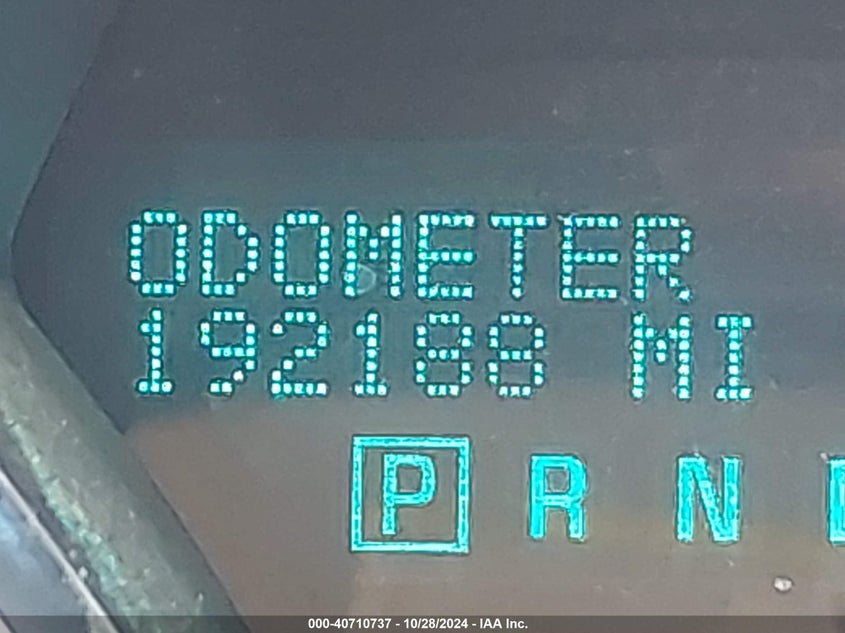 ODOMETER
192188 MI
P R N
000-40710737 - 10/28/2024 - IAA Inc.